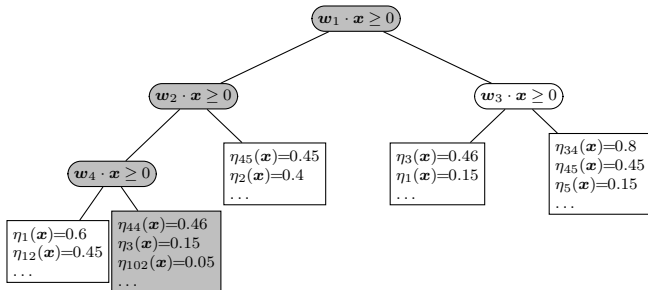 w₁ · x ≥ 0
w₂ · x ≥ 0
w₃ · x ≥ 0
w₄ · x ≥ 0
η₄₅(x)=0.45
η₂(x)=0.4
...
η₃(x)=0.46
η₁(x)=0.15
...
η₃₄(x)=0.8
η₄₅(x)=0.45
η₅(x)=0.15
...
η₁(x)=0.6
η₁₂(x)=0.45
...
η₄₄(x)=0.46
η₃(x)=0.15
η₁₀₂(x)=0.05
...